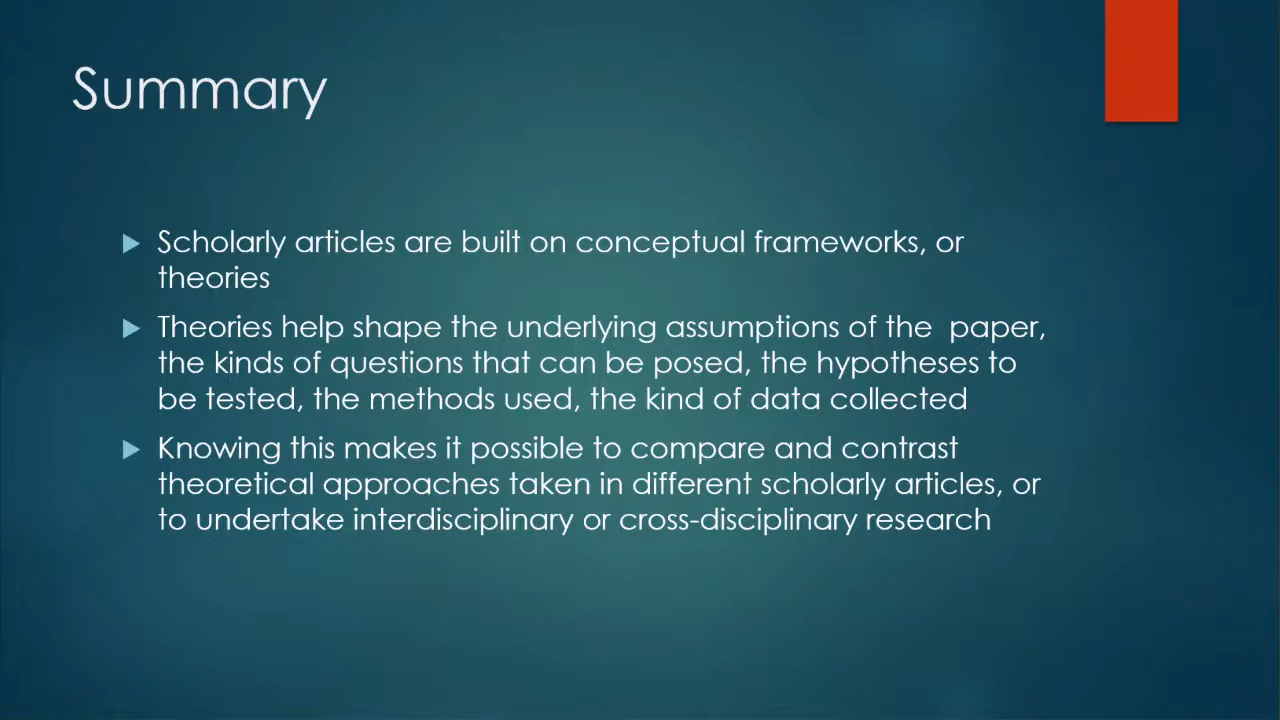 Summary
Scholarly articles are built on conceptual frameworks, or
theories
Theories help shape the underlying assumptions of the  paper,
the kinds of questions that can be posed, the hypotheses to
be tested, the methods used, the kind of data collected
Knowing this makes it possible to compare and contrast
theoretical approaches taken in different scholarly articles, or
to undertake interdisciplinary or cross-disciplinary research